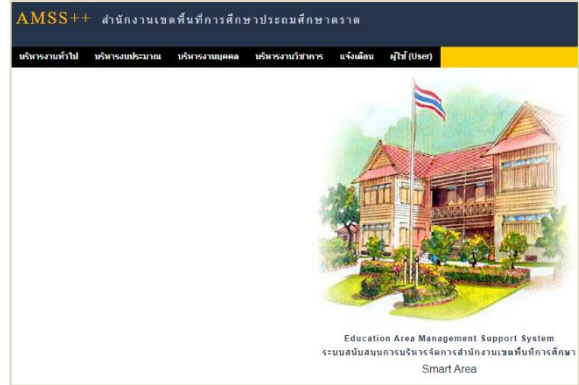 AMSS++ สำนักงานเขตพื้นที่การศึกษาประถมศึกษาตราด
บริหารงานทั่วไป บริหารงบประมาณ บริหารงานบุคคล บริหารงานวิชาการ แจ้งเตือน ผู้ใช้ (User)
Education Area Management Support System
ระบบสนับสนุนการบริหารจัดการสำนักงานเขตพื้นที่การศึกษา
Smart Area